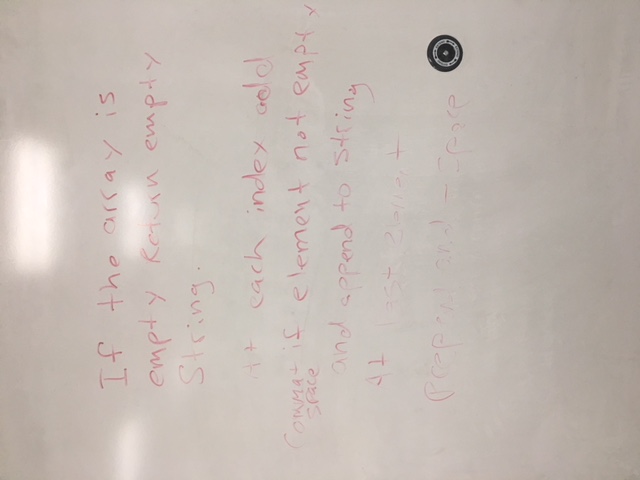 If the array is
empty Return empty
String.
At each index add
Comma + if element not empty
space
and append to string
At last element
prepend and - space